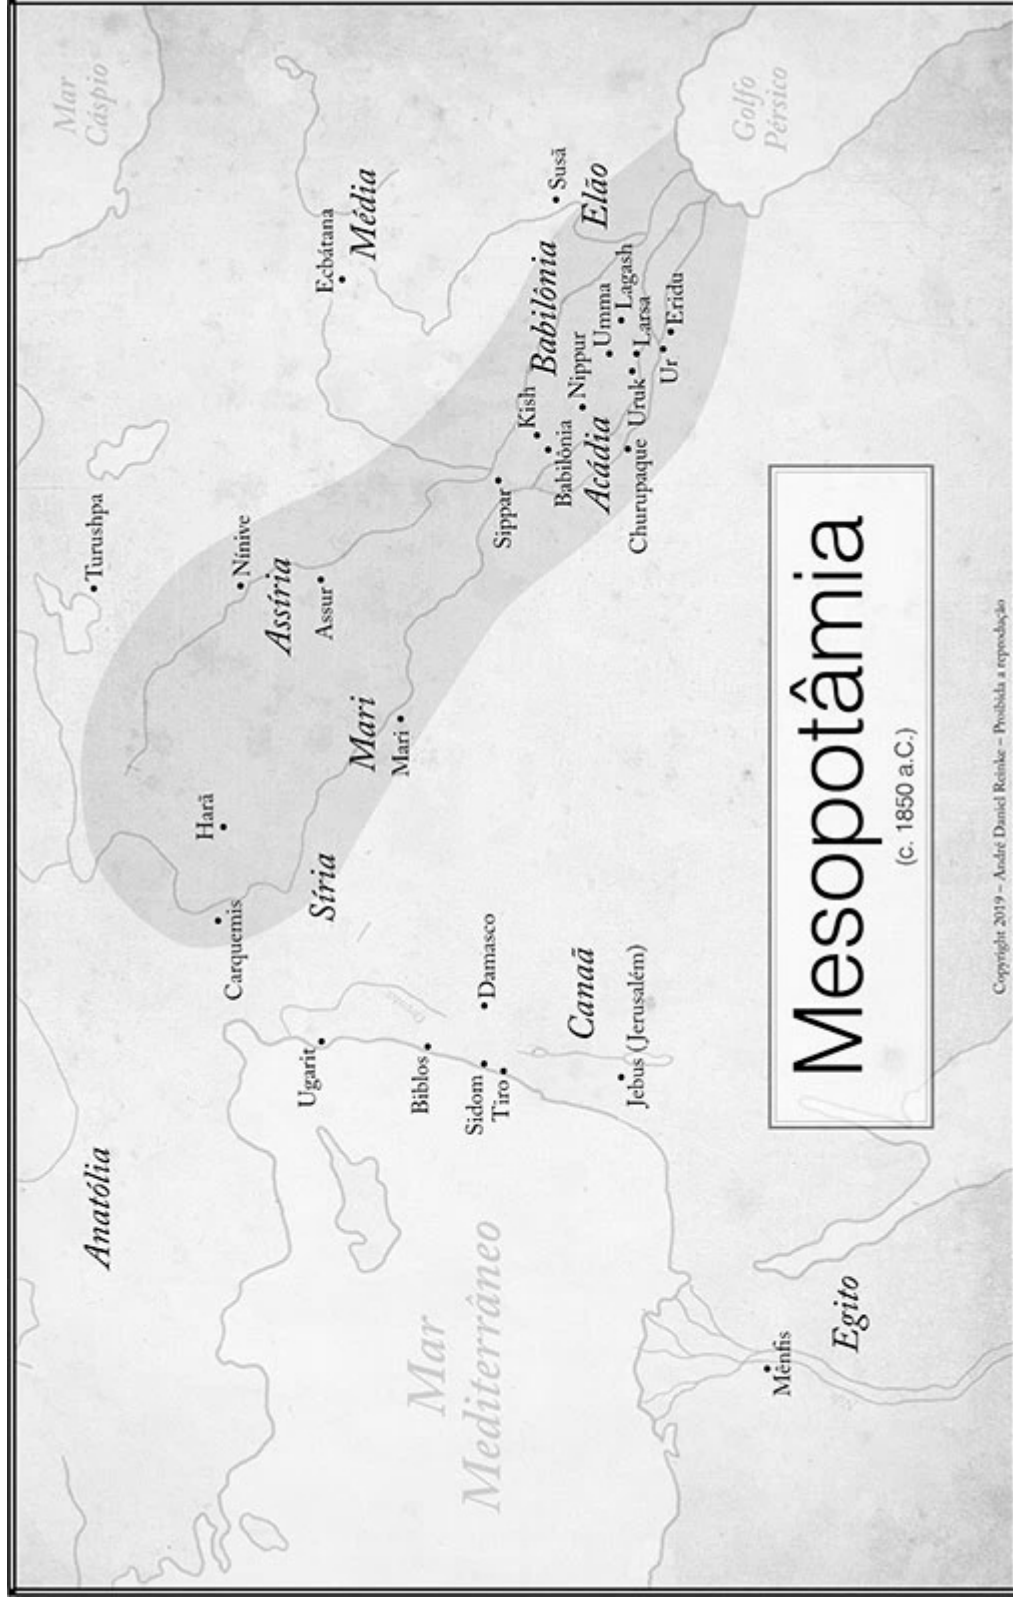 Mar
Cáspio
Golfo
Pérsico
Ecbátana
Média
Susã
Elão
Babilônia
Lagash
Umma
Larsa
Eridu
Ur
Nippur
Uruk
Kish
Babilônia
Acádia
Churupaque
Sippar
Turushpa
Nínive
Assíria
Assur
Mari
Mari
Harã
Síria
Carquemis
Damasco
Canaã
Ugarit
Biblos
Sidom
Tiro
Jebus (Jerusalém)
Anatólia
Mar
Mediterrâneo
Egito
Mênfis
Mesopotâmia
(c. 1850 a.C.)
Copyright 2019 – André Daniel Reinke – Proibida a reprodução